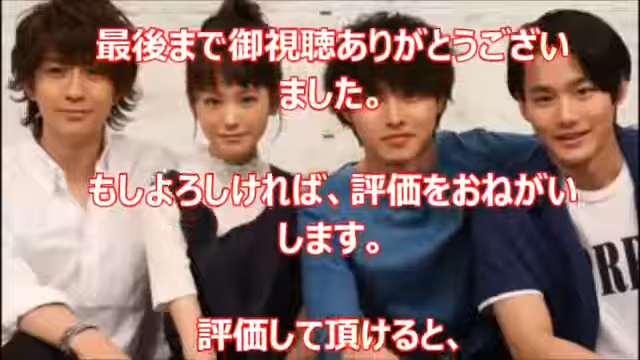 最後まで御視聴ありがとうござい
ました。
もしよろしければ、評価をおねがい
します。
評価して頂けると、